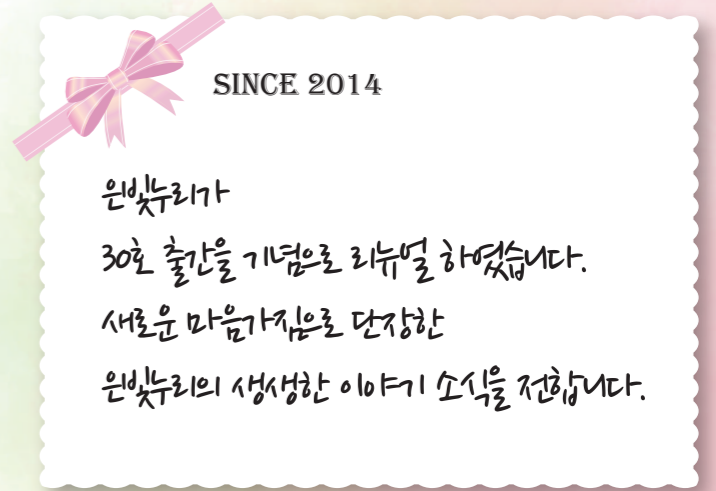 SINCE 2014
은빛누리가
30호 출간을 기념으로 리뉴얼 하였습니다.
새로운 마음가짐으로 단장한
은빛누리의 생생한 이야기 소식을 전합니다.